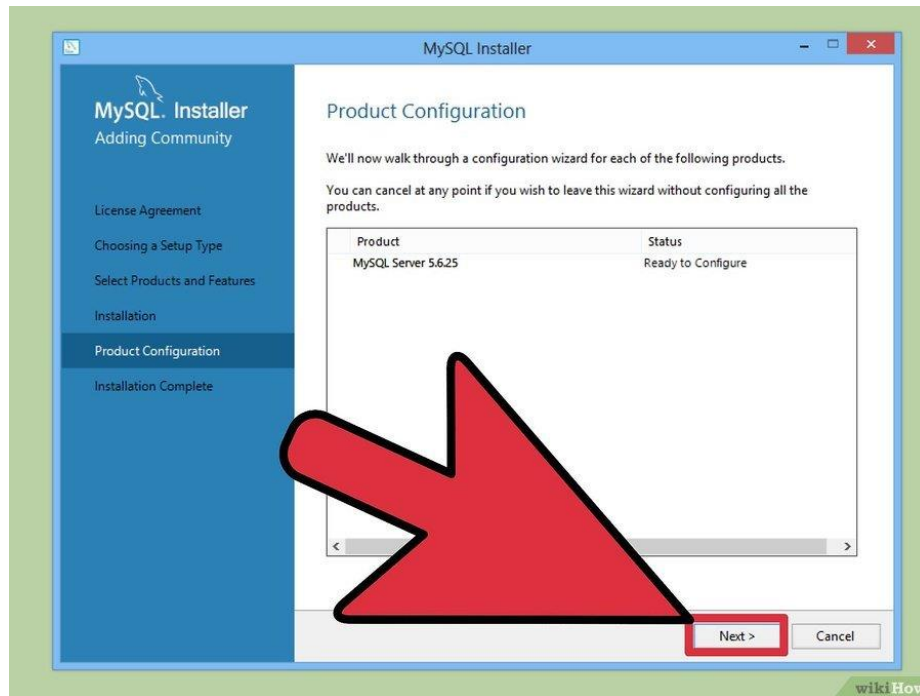 MySQL Installer
MySQL. Installer
Adding Community
License Agreement
Choosing a Setup Type
Select Products and Features
Installation
Product Configuration
Installation Complete
Product Configuration
We'll now walk through a configuration wizard for each of the following products.
You can cancel at any point if you wish to leave this wizard without configuring all the
products.
Product Status
MySQL Server 5.6.25 Ready to Configure
Next > Cancel
wikiHow